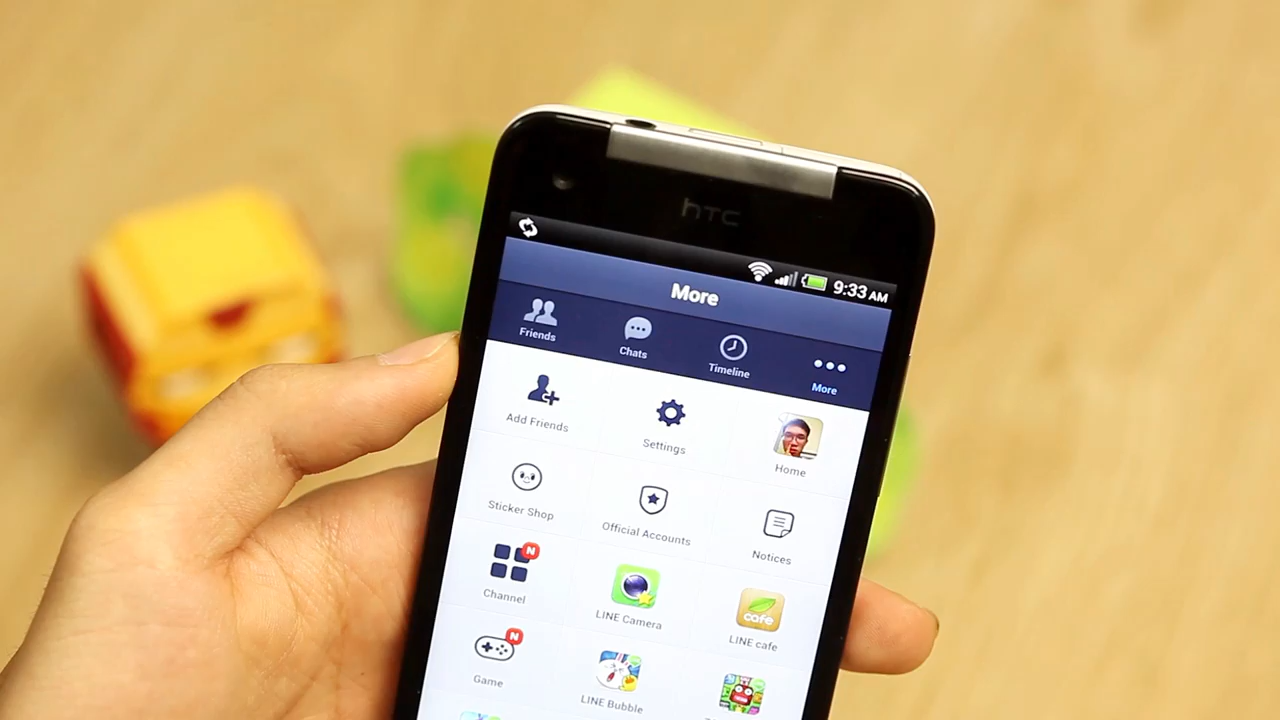 hTC
9:33 AM
More
Friends
Chats
Timeline
More
Add Friends
Settings
Home
Sticker Shop
Official Accounts
Notices
N
Channel
LINE Camera
cafe
LINE cafe
N
Game
LINE Bubble